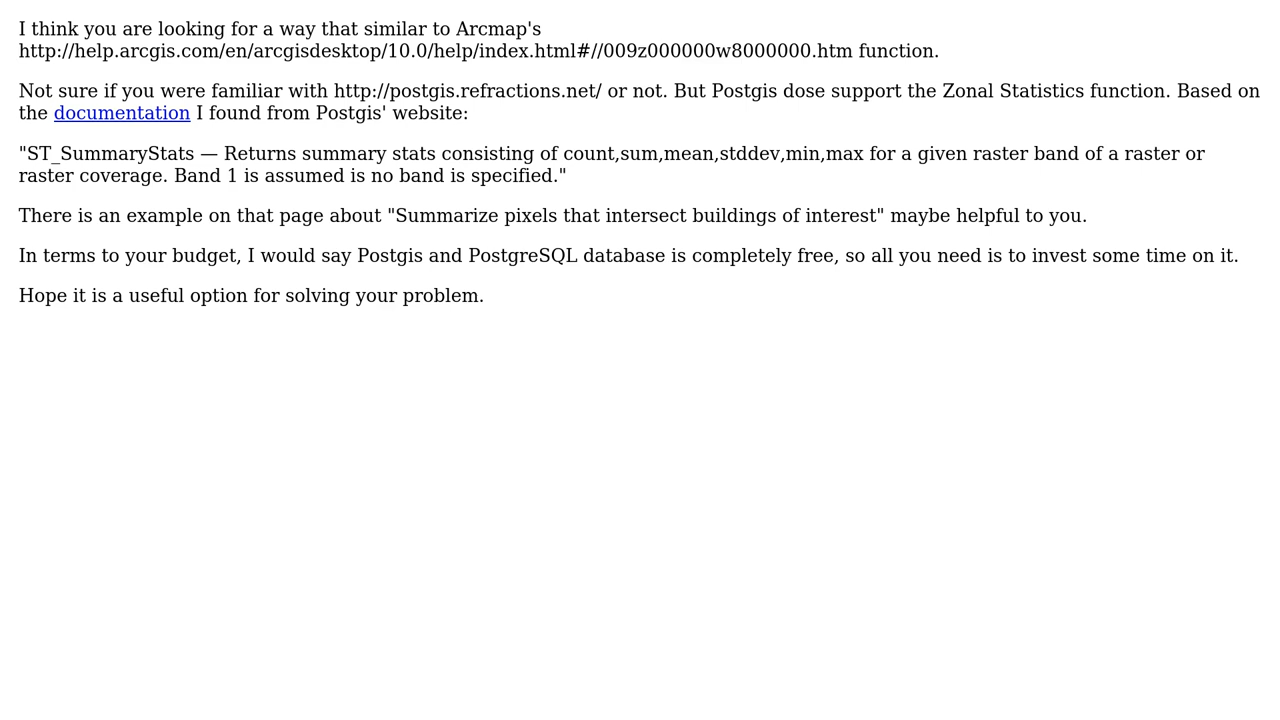 I think you are looking for a way that similar to Arcmap's
http://help.arcgis.com/en/arcgisdesktop/10.0/help/index.html#//009z000000w8000000.htm function.
Not sure if you were familiar with http://postgis.refractions.net/ or not. But Postgis dose support the Zonal Statistics function. Based on
the documentation I found from Postgis' website:
"ST_SummaryStats — Returns summary stats consisting of count,sum,mean,stddev,min,max for a given raster band of a raster or
raster coverage. Band 1 is assumed is no band is specified."
There is an example on that page about "Summarize pixels that intersect buildings of interest" maybe helpful to you.
In terms to your budget, I would say Postgis and PostgreSQL database is completely free, so all you need is to invest some time on it.
Hope it is a useful option for solving your problem.